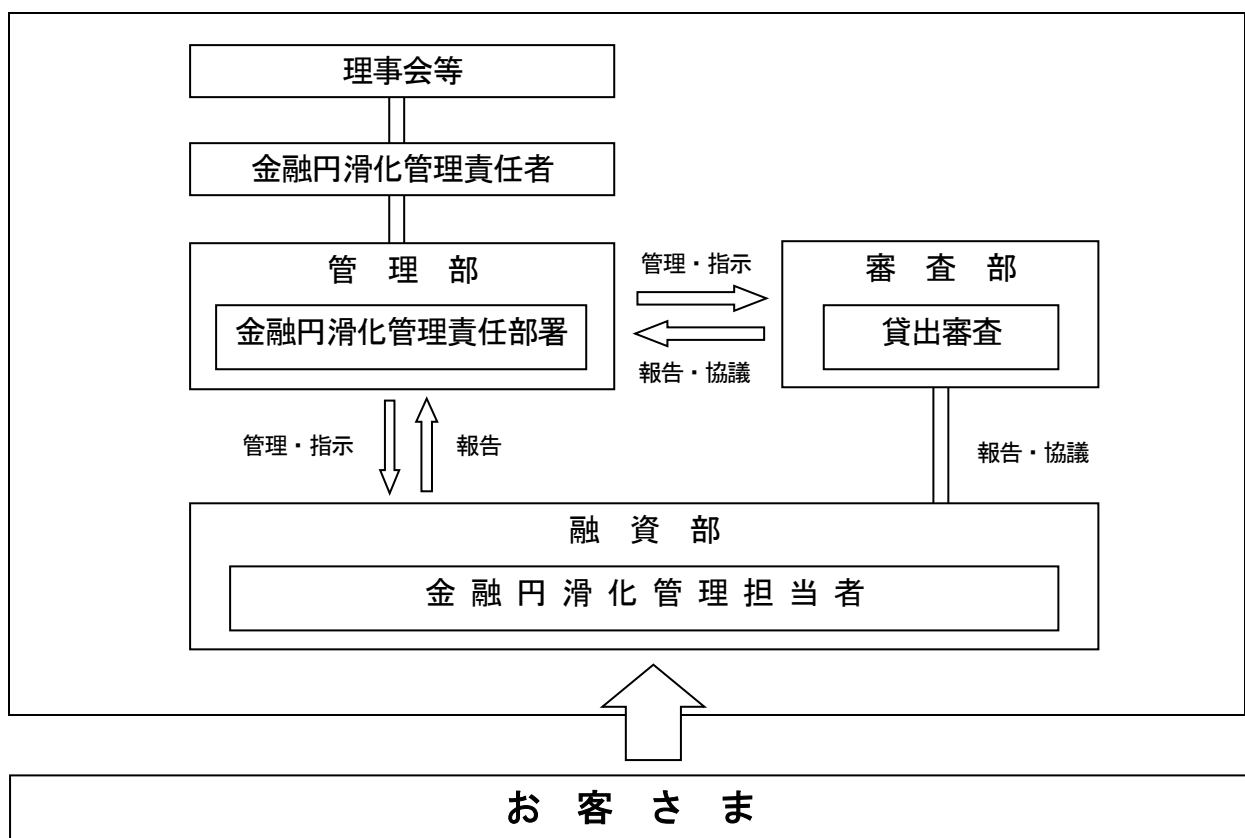 理事会等
金融円滑化管理責任者
管 理 部
金融円滑化管理責任部署
管理・指示
報告・協議
審 査 部
貸出審査
管理・指示
報告
報告・協議
融 資 部
金 融 円 滑 化 管 理 担 当 者
お 客 さ ま